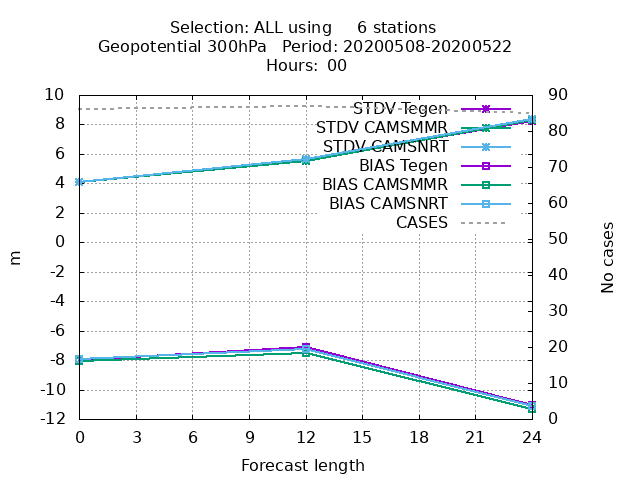 Selection: ALL using     6 stations
Geopotential 300hPa   Period: 20200508-20200522
Hours: 00
10
8
6
4
2
0
-2
-4
-6
-8
-10
-12
m
STDV Tegen
STDV CAMSMMR
STDV CAMSNRT
BIAS Tegen
BIAS CAMSMMR
BIAS CAMSNRT
CASES
90
80
70
60
50
40
30
20
10
0
No cases
0 3 6 9 12 15 18 21 24
Forecast length